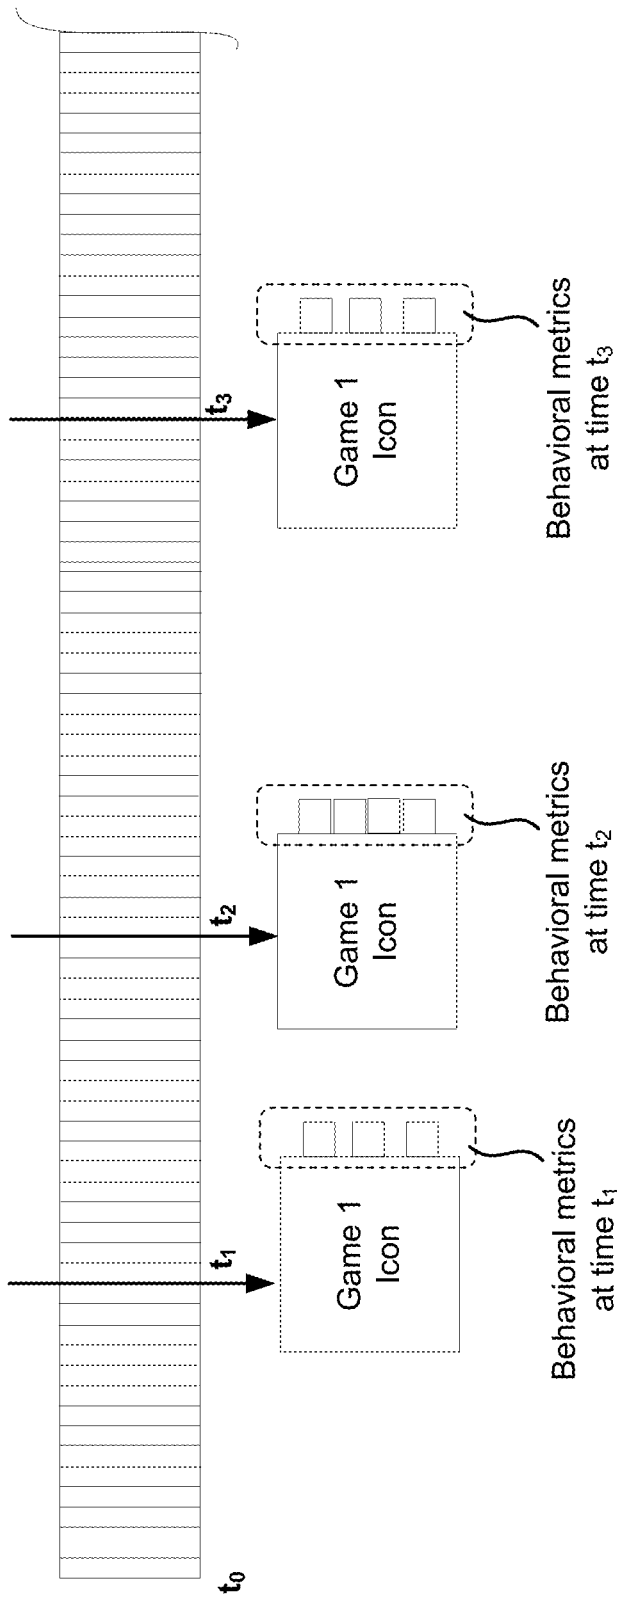 t0
t1
t2
t3
Game 1
Icon
Game 1
Icon
Game 1
Icon
Behavioral metrics
at time t1
Behavioral metrics
at time t2
Behavioral metrics
at time t3